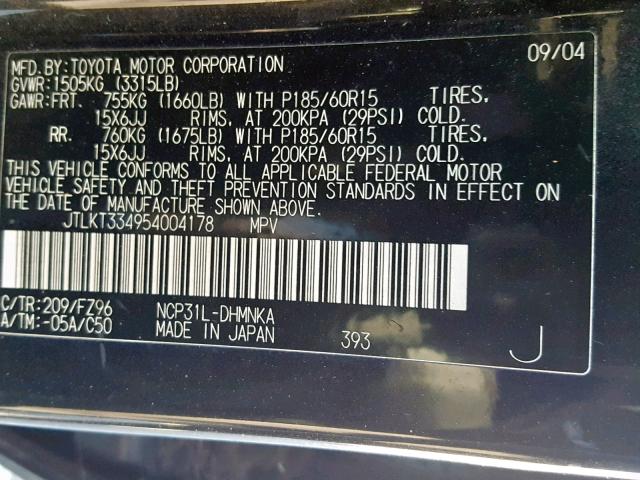 MFD.BY:TOYOTA MOTOR CORPORATION 09/04
GVWR:1505KG (3315LB)
GAWR:FRT. 755KG (1660LB) WITH P185/60R15 TIRES,
15X6JJ RIMS, AT 200KPA (29PSI) COLD.
RR. 760KG (1675LB) WITH P185/60R15 TIRES,
15X6JJ RIMS, AT 200KPA (29PSI) COLD.
THIS VEHICLE CONFORMS TO ALL APPLICABLE FEDERAL MOTOR
VEHICLE SAFETY AND THEFT PREVENTION STANDARDS IN EFFECT ON
THE DATE OF MANUFACTURE SHOWN ABOVE.
JTLKT334954004178 MPV
C/TR:209/FZ96 NCP31L-DHMNKA
A/TM:-05A/C50 MADE IN JAPAN 393 J